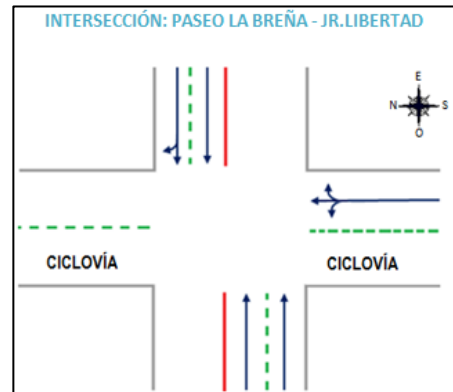 INTERSECCIÓN: PASEO LA BREÑA - JR.LIBERTAD
E
N S
O
CICLOVÍA CICLOVÍA